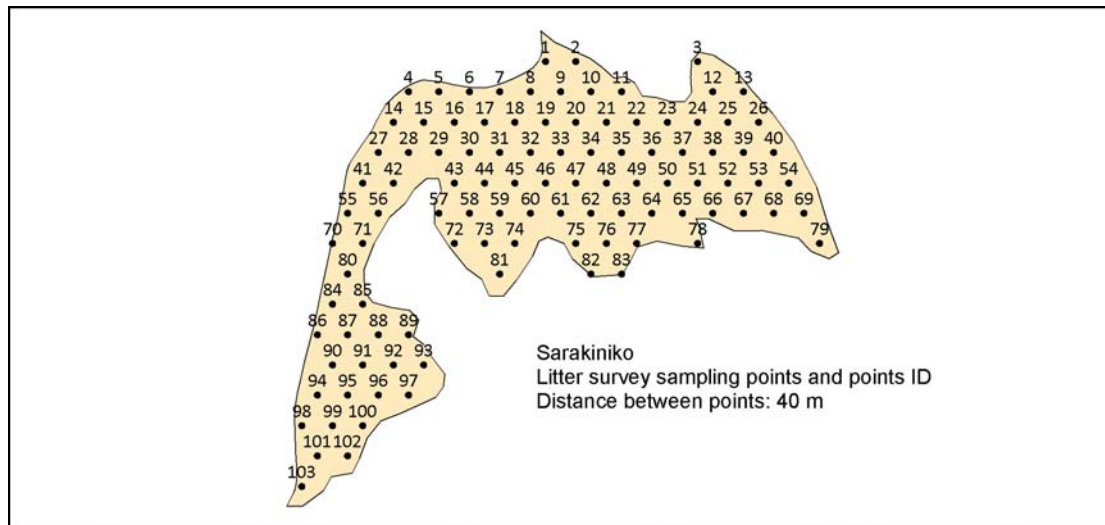 1 2 3
4 5 6 7 8 9 10 11 12 13
14 15 16 17 18 19 20 21 22 23 24 25 26
27 28 29 30 31 32 33 34 35 36 37 38 39 40
41 42 43 44 45 46 47 48 49 50 51 52 53 54
55 56 57 58 59 60 61 62 63 64 65 66 67 68 69
70 71 72 73 74 75 76 77 78 79
80 81 82 83
84 85
86 87 88 89
90 91 92 93
94 95 96 97
98 99 100
101 102
103
Sarakiniko
Litter survey sampling points and points ID
Distance between points: 40 m